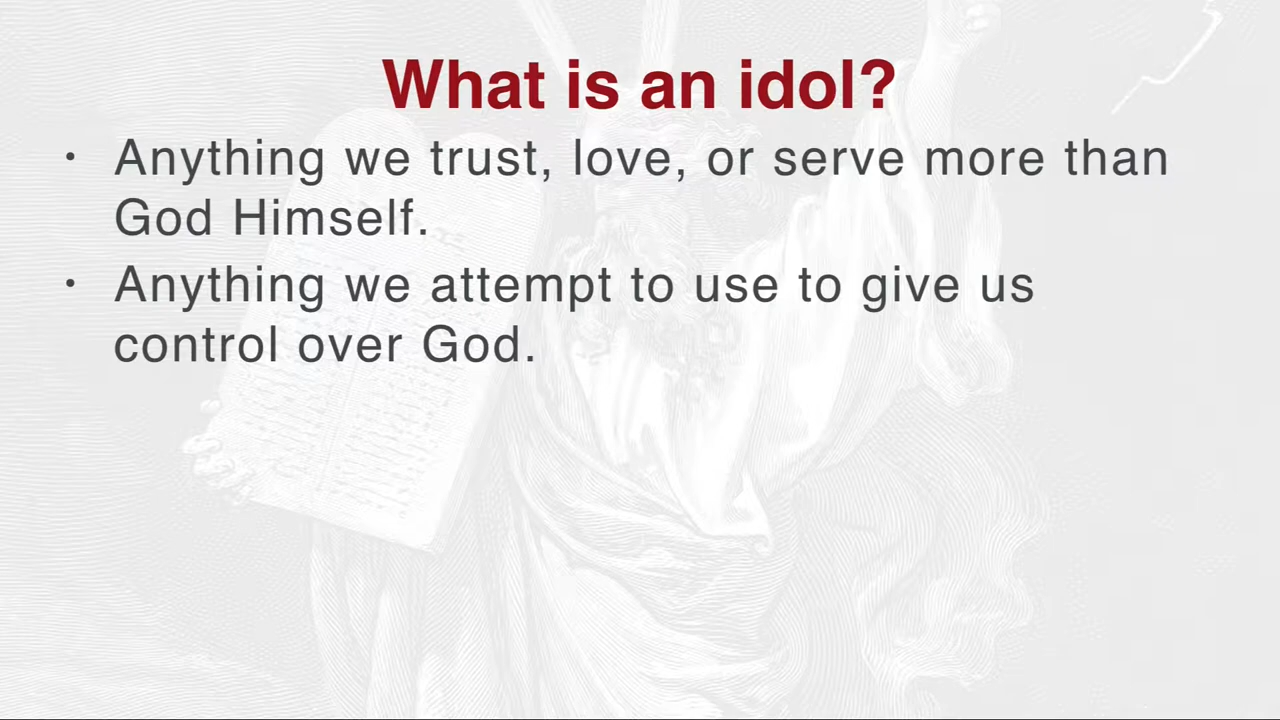 What is an idol?
• Anything we trust, love, or serve more than
God Himself.
• Anything we attempt to use to give us
control over God.